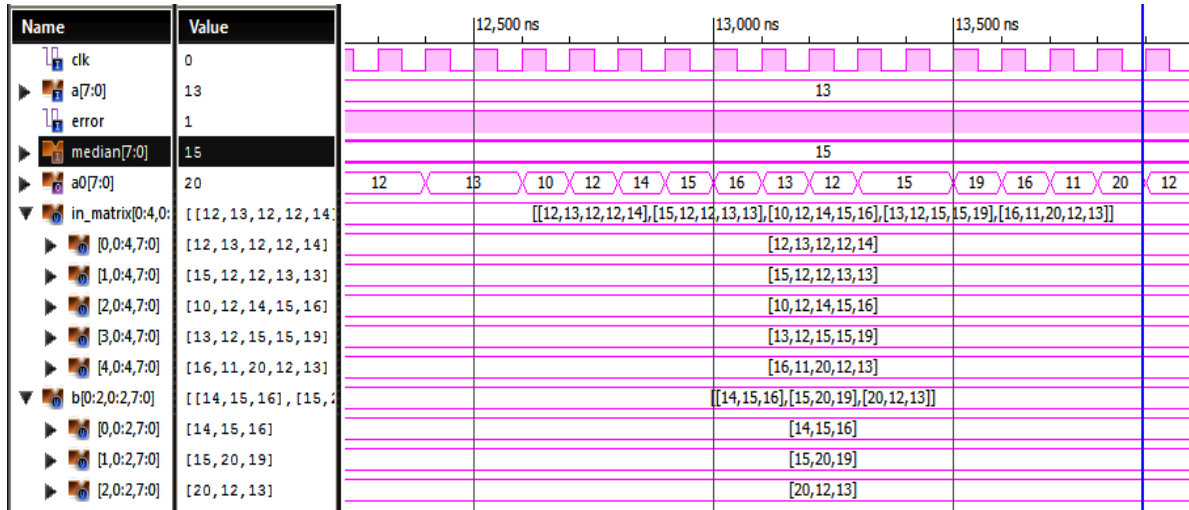 Name Value 12,500 ns 13,000 ns 13,500 ns
clk 0
a[7:0] 13 13
error 1
median[7:0] 15 15
a0[7:0] 20 12 13 10 12 14 15 16 13 12 15 19 16 11 20 12
in_matrix[0:4,0: [[12,13,12,12,14] [[12,13,12,12,14],[15,12,12,13,13],[10,12,14,15,16],[13,12,15,15,19],[16,11,20,12,13]]
[0,0:4,7:0] [12,13,12,12,14] [12,13,12,12,14]
[1,0:4,7:0] [15,12,12,13,13] [15,12,12,13,13]
[2,0:4,7:0] [10,12,14,15,16] [10,12,14,15,16]
[3,0:4,7:0] [13,12,15,15,19] [13,12,15,15,19]
[4,0:4,7:0] [16,11,20,12,13] [16,11,20,12,13]
b[0:2,0:2,7:0] [[14,15,16],[15,2 [[14,15,16],[15,20,19],[20,12,13]]
[0,0:2,7:0] [14,15,16] [14,15,16]
[1,0:2,7:0] [15,20,19] [15,20,19]
[2,0:2,7:0] [20,12,13] [20,12,13]